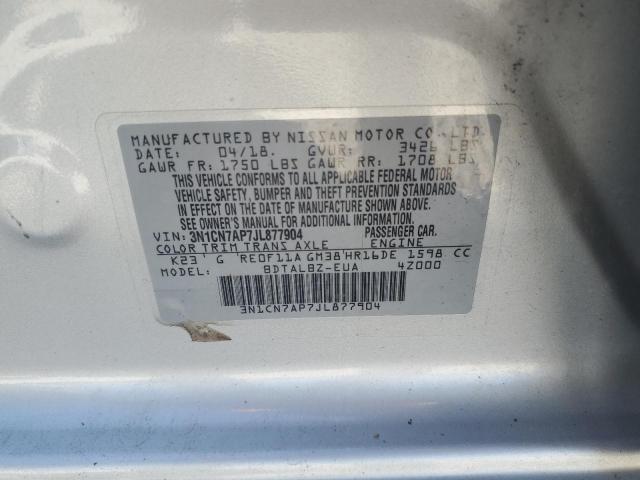 MANUFACTURED BY NISSAN MOTOR CO., LTD.
DATE: 04/18. GVWR: 3426 LBS
GAWR FR: 1750 LBS GAWR RR: 1708 LBS
THIS VEHICLE CONFORMS TO ALL APPLICABLE FEDERAL MOTOR
VEHICLE SAFETY, BUMPER AND THEFT PREVENTION STANDARDS
IN EFFECT ON THE DATE OF MANUFACTURE SHOWN ABOVE.
SEE OWNER'S MANUAL FOR ADDITIONAL INFORMATION.
VIN: 3N1CN7AP7JL877904 PASSENGER CAR.
COLOR TRIM TRANS AXLE ENGINE
K23 G RE0F11A GM38 HR16DE 1598 CC
MODEL: BDTALBZ-EUA 4Z000
3N1CN7AP7JL877904